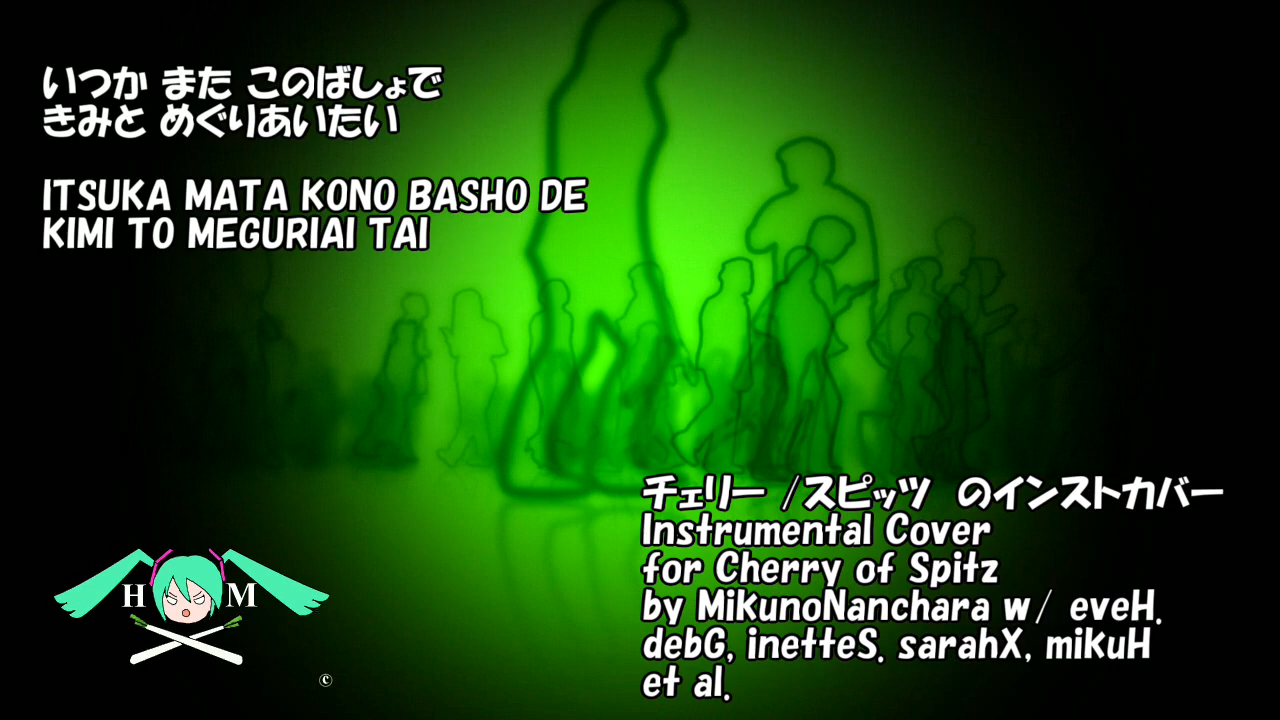 いつか また このばしょで
きみと めぐりあいたい
ITSUKA MATA KONO BASHO DE
KIMI TO MEGURIAI TAI
チェリー /スピッツ のインストカバー
Instrumental Cover
for Cherry of Spitz
by MikunoNanchara w/ eveH.
debG, inetteS. sarahX, mikuH
et al.
H M
©